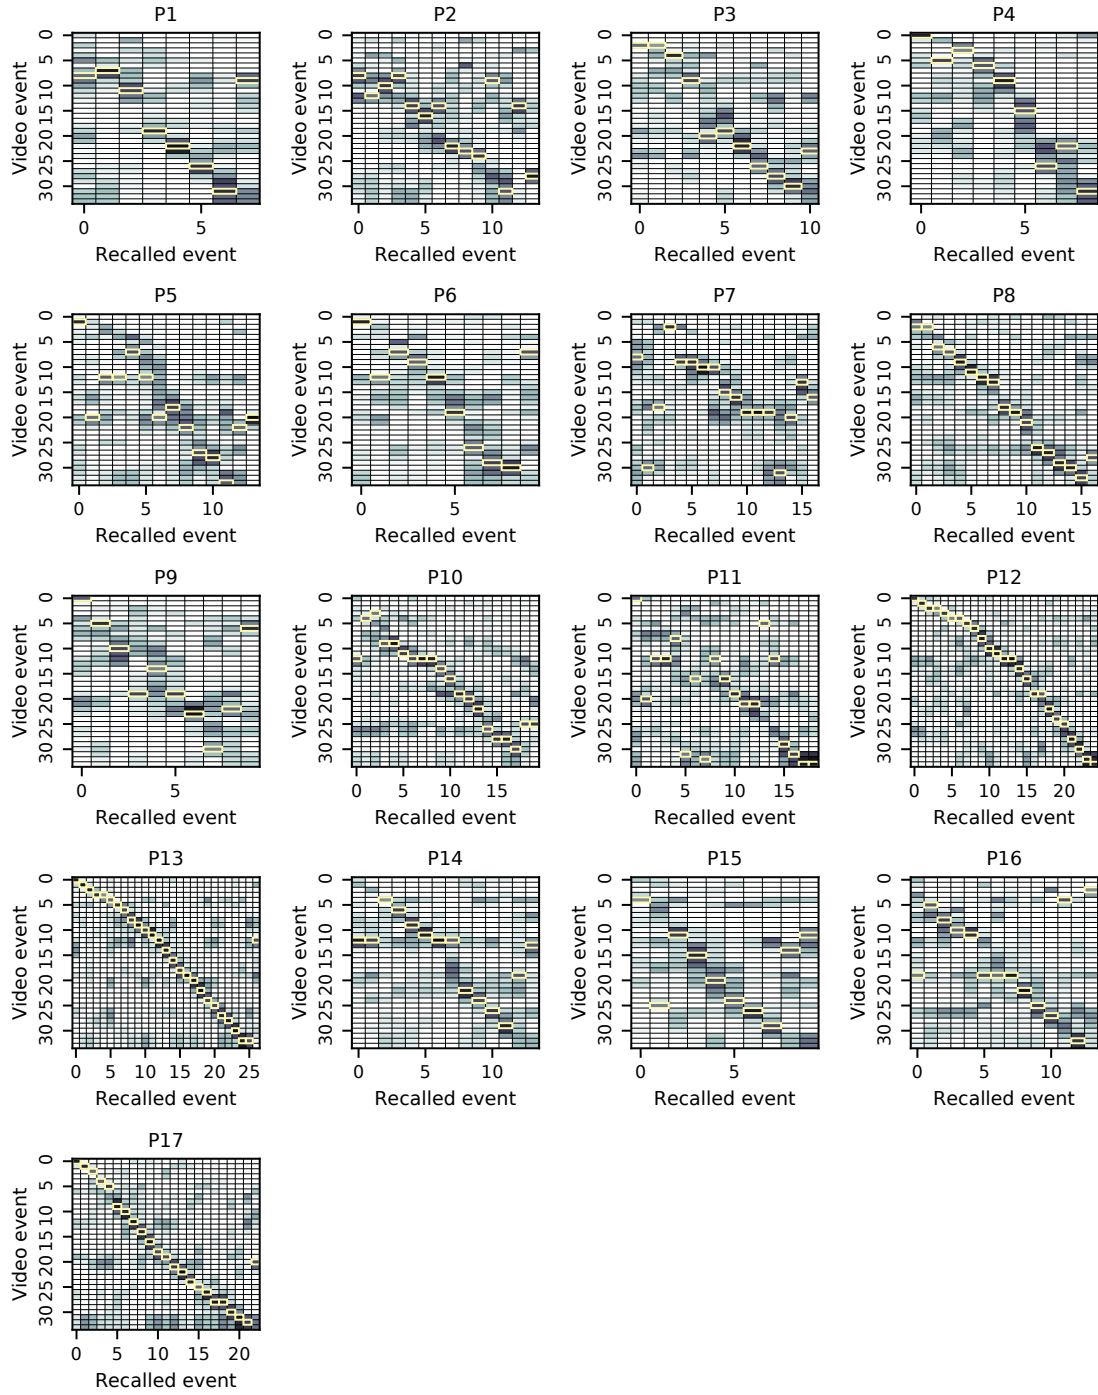 P1 P2 P3 P4
Video event 0 5 10 15 20 25 30 Video event 0 5 10 15 20 25 30 Video event 0 5 10 15 20 25 30 Video event 0 5 10 15 20 25 30
0 5 0 5 10 0 5 10 0 5
Recalled event Recalled event Recalled event Recalled event
P5 P6 P7 P8
Video event 0 5 10 15 20 25 30 Video event 0 5 10 15 20 25 30 Video event 0 5 10 15 20 25 30 Video event 0 5 10 15 20 25 30
0 5 10 0 5 0 5 10 15 0 5 10 15
Recalled event Recalled event Recalled event Recalled event
P9 P10 P11 P12
Video event 0 5 10 15 20 25 30 Video event 0 5 10 15 20 25 30 Video event 0 5 10 15 20 25 30 Video event 0 5 10 15 20 25 30
0 5 0 5 10 15 0 5 10 15 0 10 20
Recalled event Recalled event Recalled event Recalled event
P13 P14 P15 P16
Video event 0 5 10 15 20 25 30 Video event 0 5 10 15 20 25 30 Video event 0 5 10 15 20 25 30 Video event 0 5 10 15 20 25 30
0 5 10 15 20 25 0 5 10 0 5 0 5 10
Recalled event Recalled event Recalled event Recalled event
P17
Video event 0 5 10 15 20 25 30
0 5 10 15 20
Recalled event